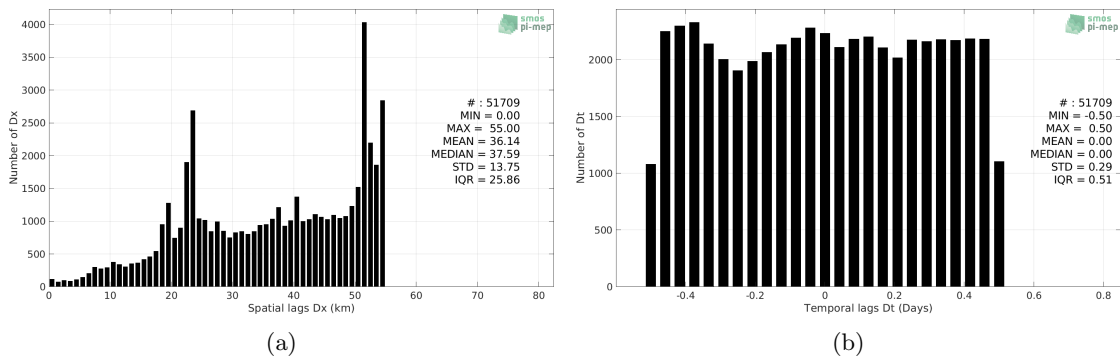 4000
3500
3000
2500
2000
1500
1000
500
0
Number of Dx
smos
pi-mep
# : 51709
MIN = 0.00
MAX = 55.00
MEAN = 36.14
MEDIAN = 37.59
STD = 13.75
IQR = 25.86
0 10 20 30 40 50 60 70 80
Spatial lags Dx (km)
(a)
2000
1500
1000
500
0
Number of Dt
smos
pi-mep
# : 51709
MIN = -0.50
MAX = 0.50
MEAN = 0.00
MEDIAN = 0.00
STD = 0.29
IQR = 0.51
-0.4 -0.2 0 0.2 0.4 0.6 0.8
Temporal lags Dt (Days)
(b)